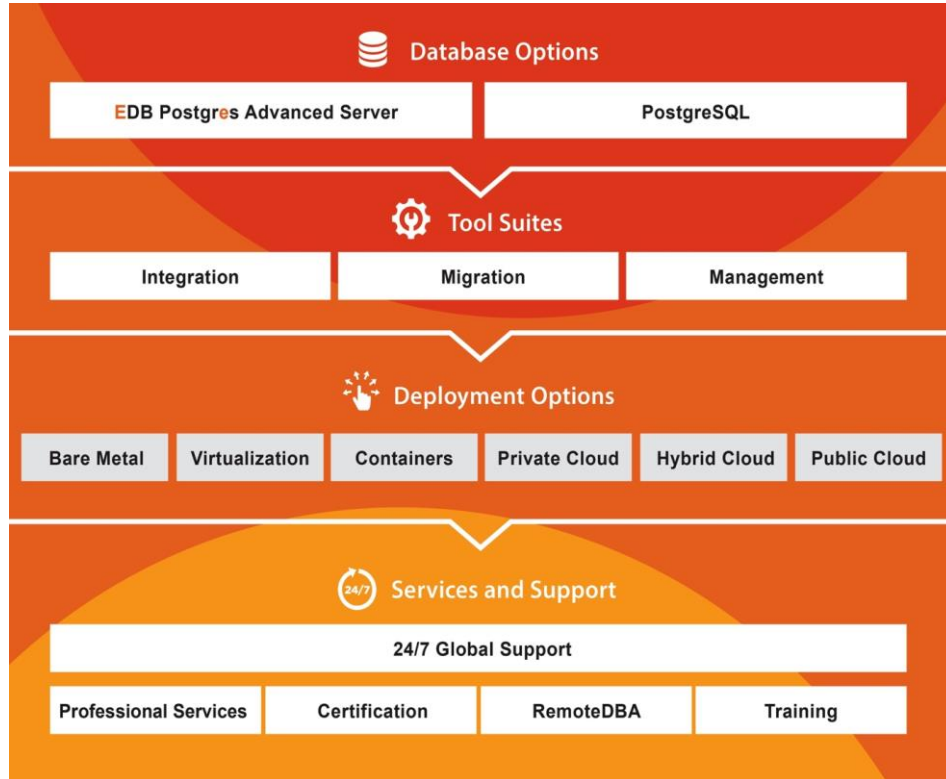 Database Options
EDB Postgres Advanced Server
PostgreSQL
Tool Suites
Integration
Migration
Management
Deployment Options
Bare Metal
Virtualization
Containers
Private Cloud
Hybrid Cloud
Public Cloud
24/7
Services and Support
24/7 Global Support
Professional Services
Certification
RemoteDBA
Training